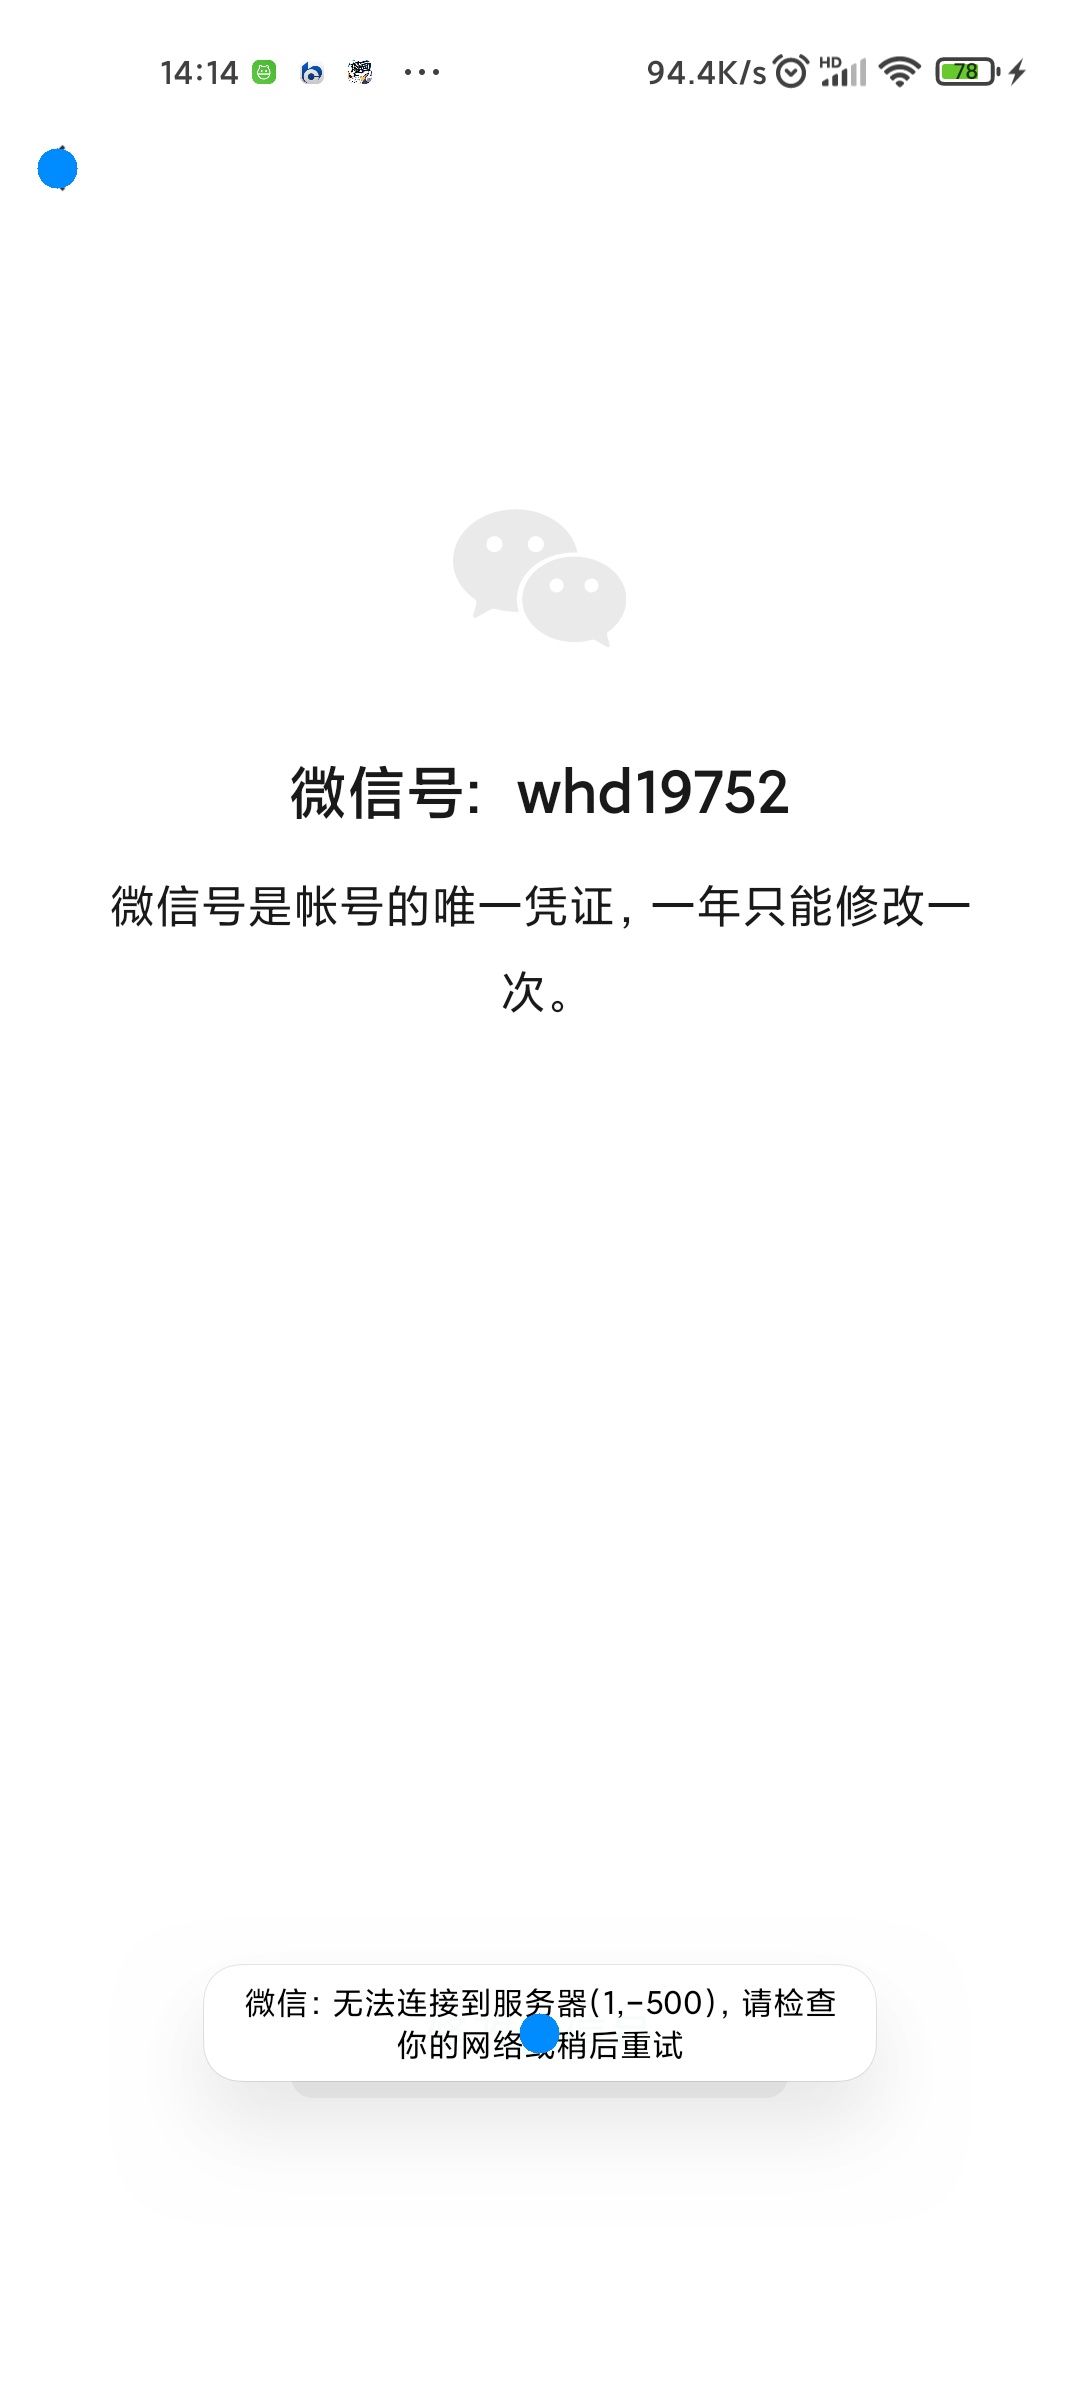 14:14 94.4K/s HD 78
微信号：whd19752
微信号是帐号的唯一凭证，一年只能修改一
次。
微信：无法连接到服务器(1,-500)，请检查
你的网络或稍后重试